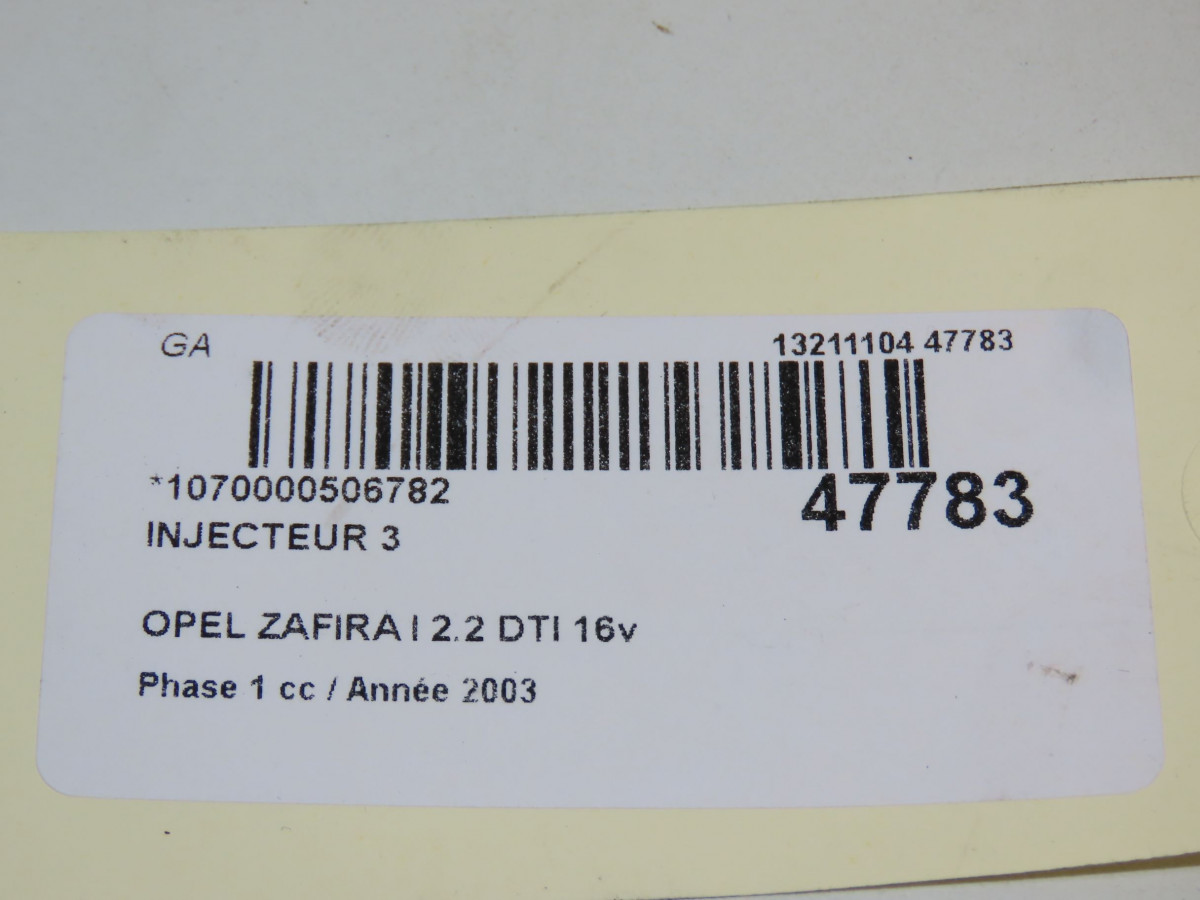 GA 13211104 47783
*1070000506782 47783
INJECTEUR 3
OPEL ZAFIRA I 2.2 DTI 16v
Phase 1 cc / Année 2003